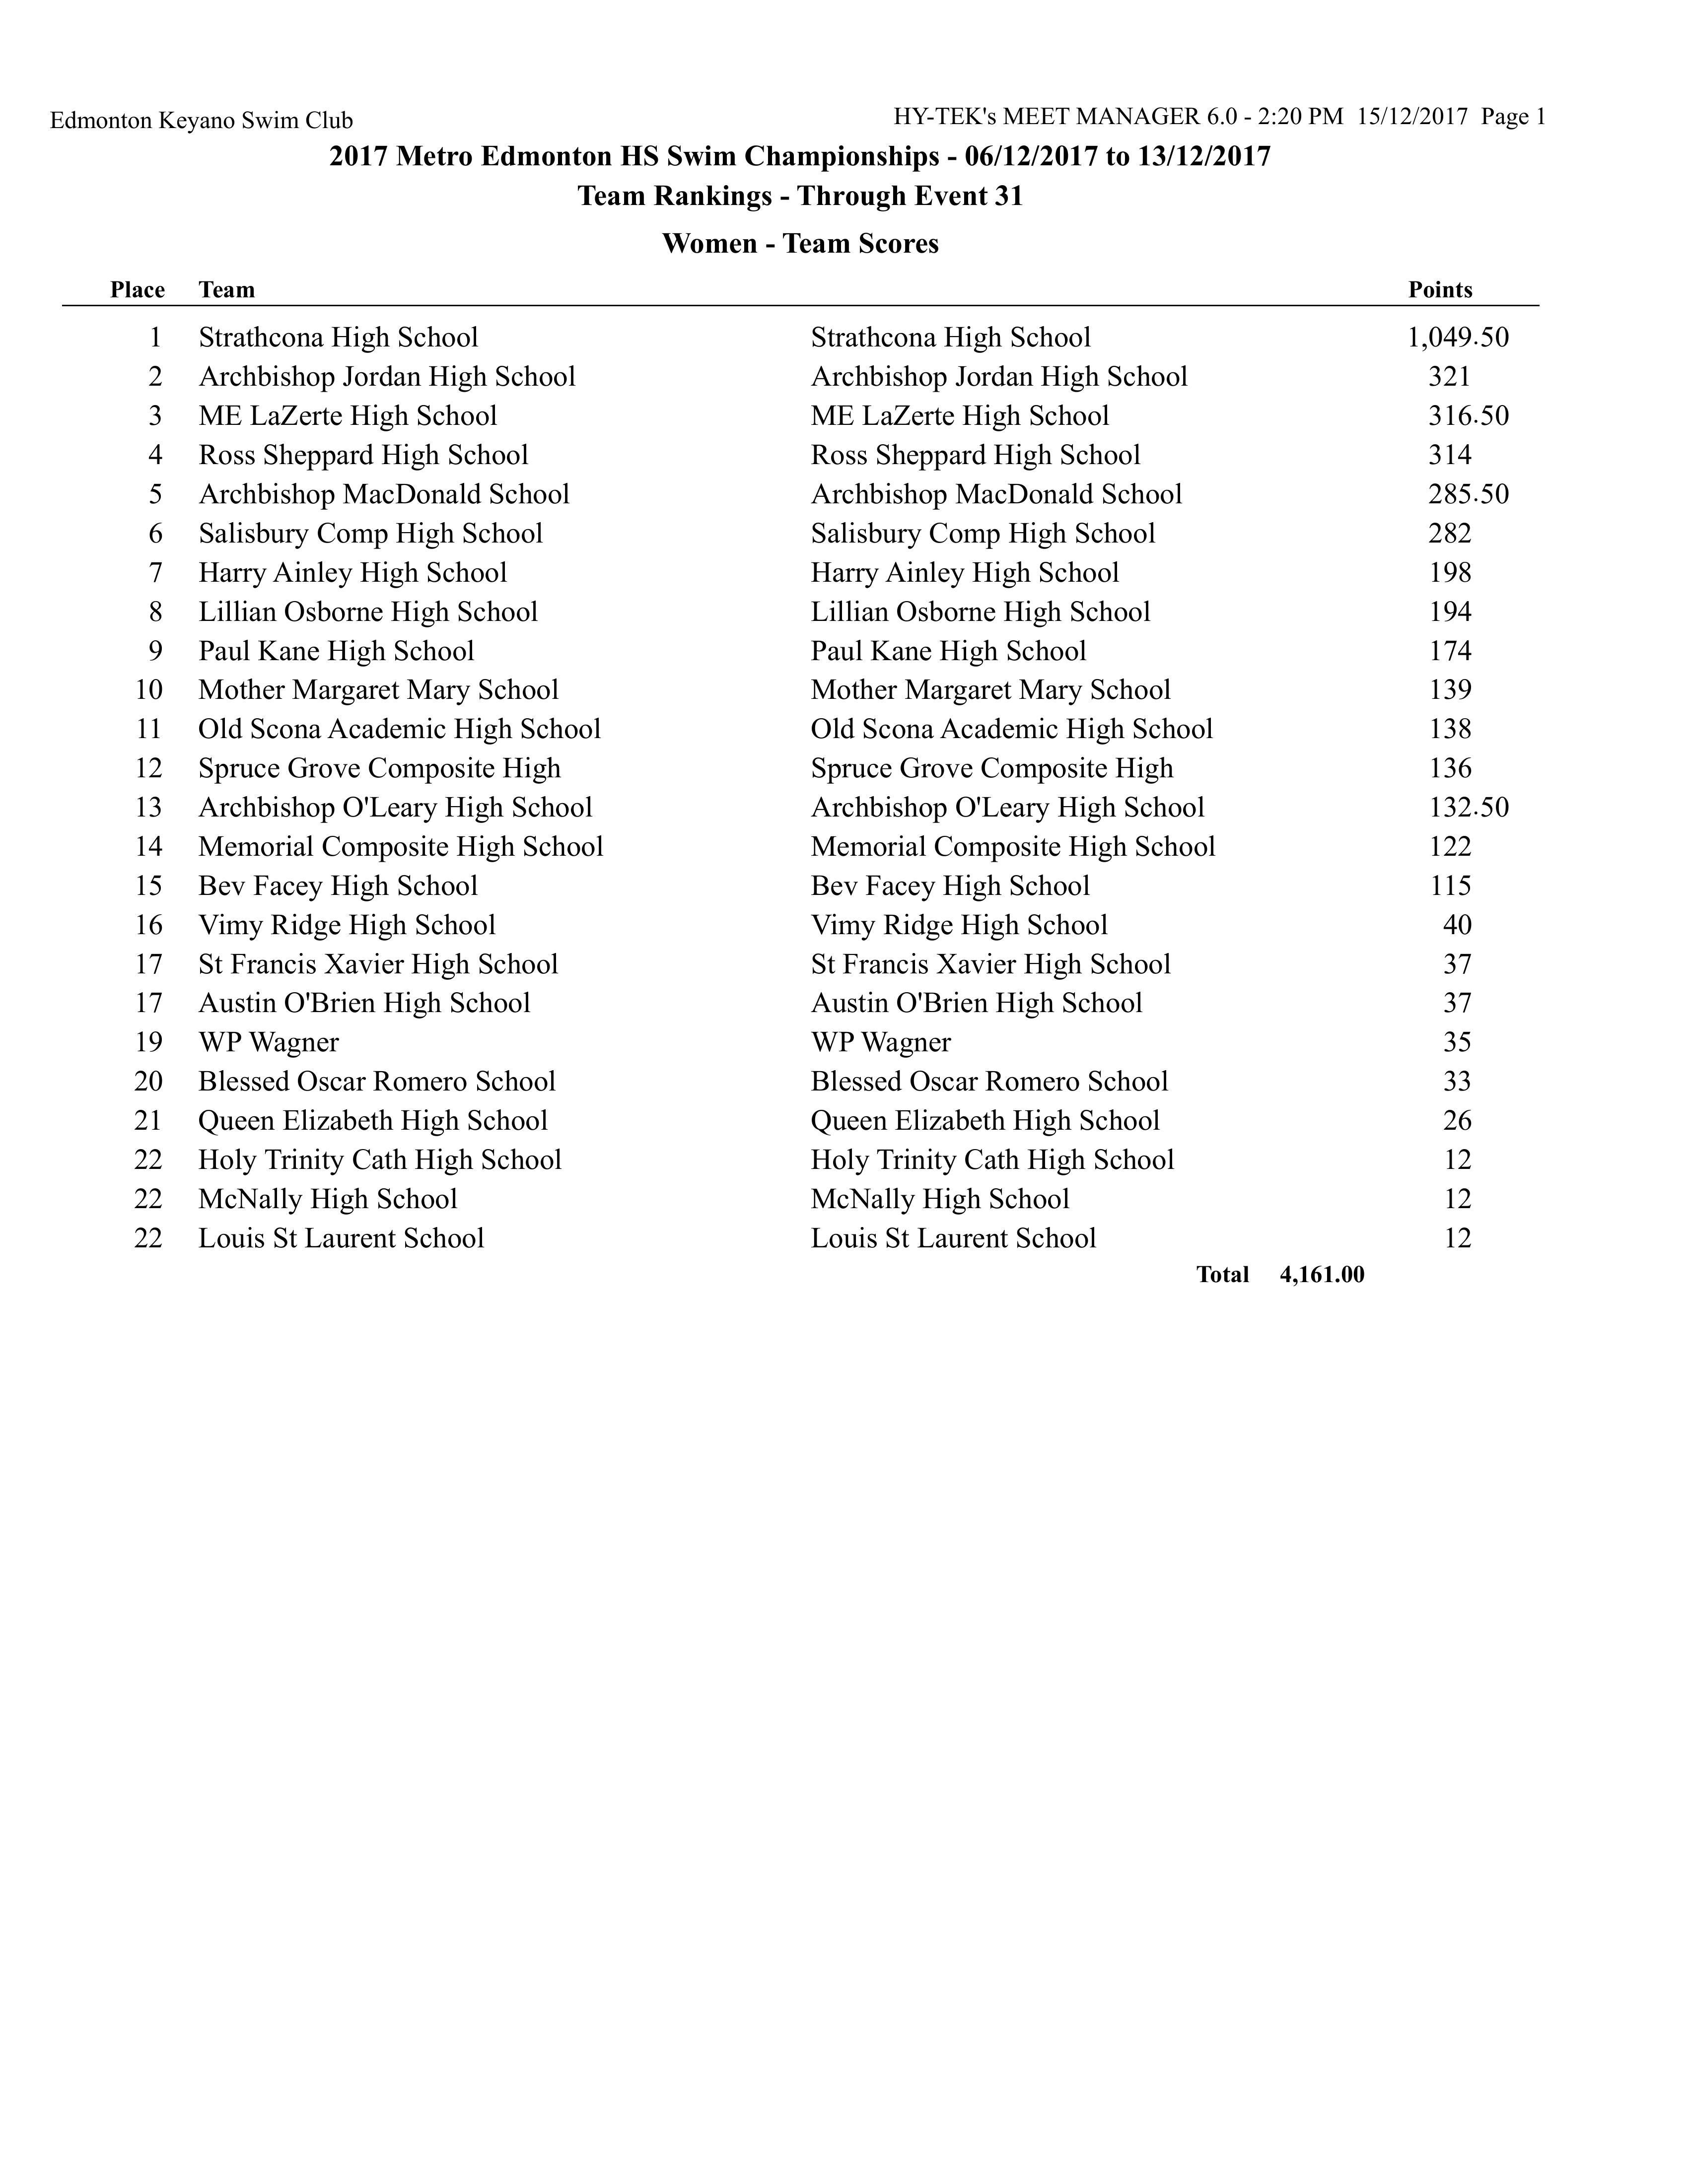 Edmonton Keyano Swim Club HY-TEK's MEET MANAGER 6.0 - 2:20 PM 15/12/2017 Page 1
2017 Metro Edmonton HS Swim Championships - 06/12/2017 to 13/12/2017
Team Rankings - Through Event 31
Women - Team Scores
Place Team Points
1 Strathcona High School Strathcona High School 1,049.50
2 Archbishop Jordan High School Archbishop Jordan High School 321
3 ME LaZerte High School ME LaZerte High School 316.50
4 Ross Sheppard High School Ross Sheppard High School 314
5 Archbishop MacDonald School Archbishop MacDonald School 285.50
6 Salisbury Comp High School Salisbury Comp High School 282
7 Harry Ainley High School Harry Ainley High School 198
8 Lillian Osborne High School Lillian Osborne High School 194
9 Paul Kane High School Paul Kane High School 174
10 Mother Margaret Mary School Mother Margaret Mary School 139
11 Old Scona Academic High School Old Scona Academic High School 138
12 Spruce Grove Composite High Spruce Grove Composite High 136
13 Archbishop O'Leary High School Archbishop O'Leary High School 132.50
14 Memorial Composite High School Memorial Composite High School 122
15 Bev Facey High School Bev Facey High School 115
16 Vimy Ridge High School Vimy Ridge High School 40
17 St Francis Xavier High School St Francis Xavier High School 37
17 Austin O'Brien High School Austin O'Brien High School 37
19 WP Wagner WP Wagner 35
20 Blessed Oscar Romero School Blessed Oscar Romero School 33
21 Queen Elizabeth High School Queen Elizabeth High School 26
22 Holy Trinity Cath High School Holy Trinity Cath High School 12
22 McNally High School McNally High School 12
22 Louis St Laurent School Louis St Laurent School 12
Total 4,161.00